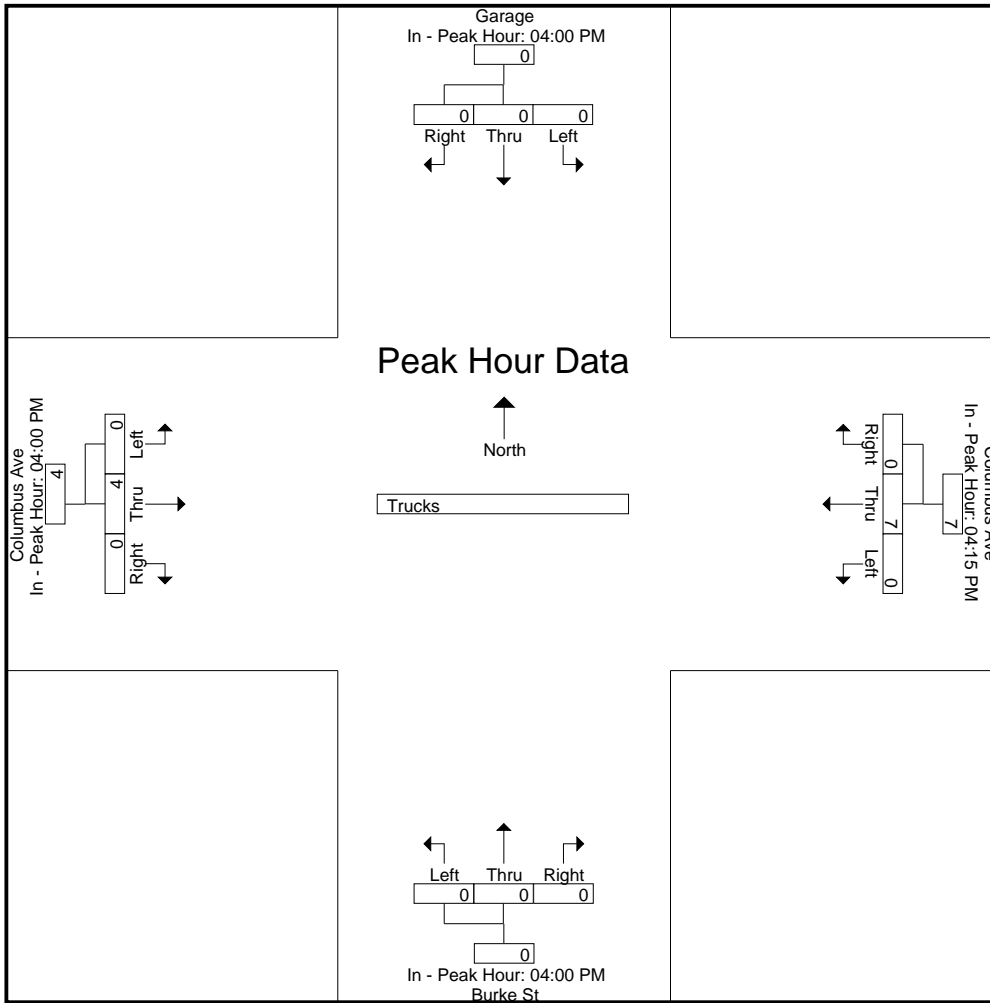 Garage
In - Peak Hour: 04:00 PM
0
0 0 0
Right Thru Left
Peak Hour Data
North
Trucks
Columbus Ave
In - Peak Hour: 04:00 PM
4
0 4 0
Left Thru Right
Columbus Ave
In - Peak Hour: 04:15 PM
7
0 7 0
Right Thru Left
Left Thru Right
0 0 0
0
In - Peak Hour: 04:00 PM
Burke St